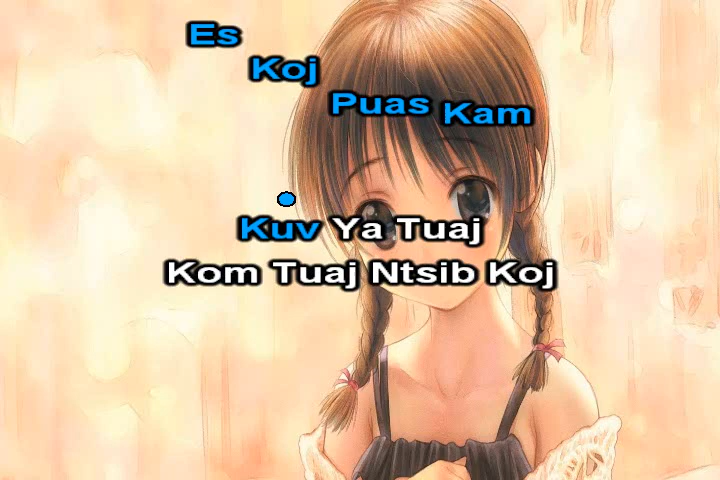 Es
Koj
Puas Kam
Kuv Ya Tuaj
Kom Tuaj Ntsib Koj